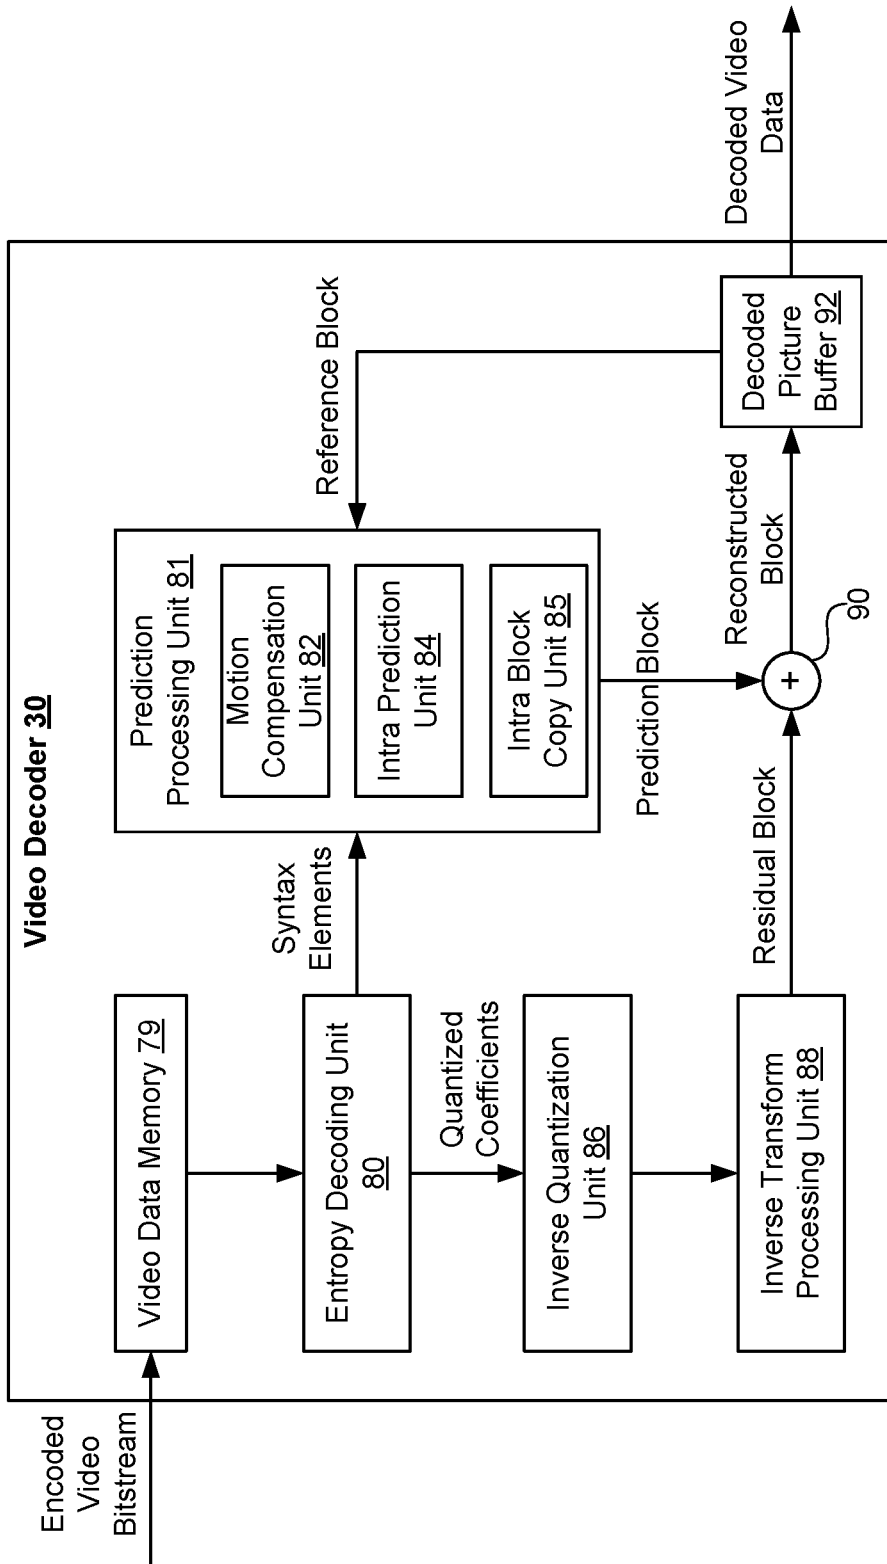 Video Decoder 30
Encoded Video
Bitstream
Video Data Memory 79
Entropy Decoding Unit
80
Syntax
Elements
Quantized
Coefficients
Inverse Quantization
Unit 86
Inverse Transform
Processing Unit 88
Prediction
Processing Unit 81
Motion
Compensation
Unit 82
Intra Prediction
Unit 84
Intra Block
Copy Unit 85
Reference Block
Prediction Block
Residual Block
+
90
Reconstructed
Block
Decoded
Picture
Buffer 92
Decoded Video
Data